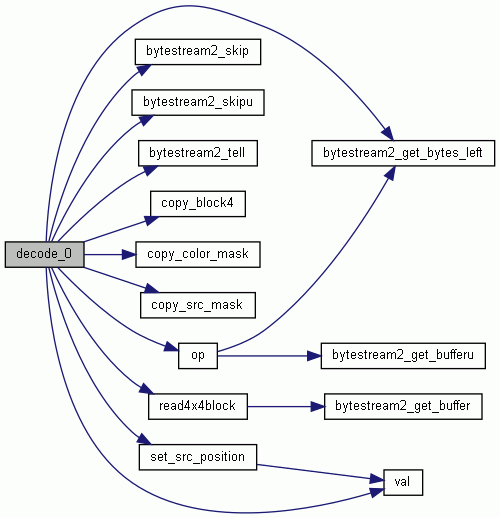 bytestream2_skip
bytestream2_skipu
bytestream2_tell
bytestream2_get_bytes_left
copy_block4
decode_0
copy_color_mask
copy_src_mask
op
bytestream2_get_bufferu
read4x4block
bytestream2_get_buffer
set_src_position
val